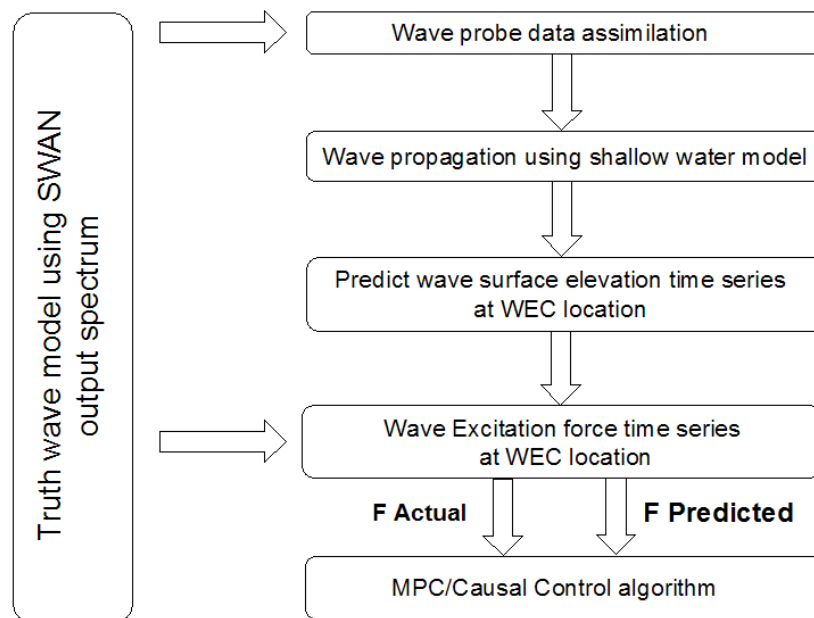 Truth wave model using SWAN
output spectrum
Wave probe data assimilation
Wave propagation using shallow water model
Predict wave surface elevation time series
at WEC location
Wave Excitation force time series
at WEC location
F Actual
F Predicted
MPC/Causal Control algorithm